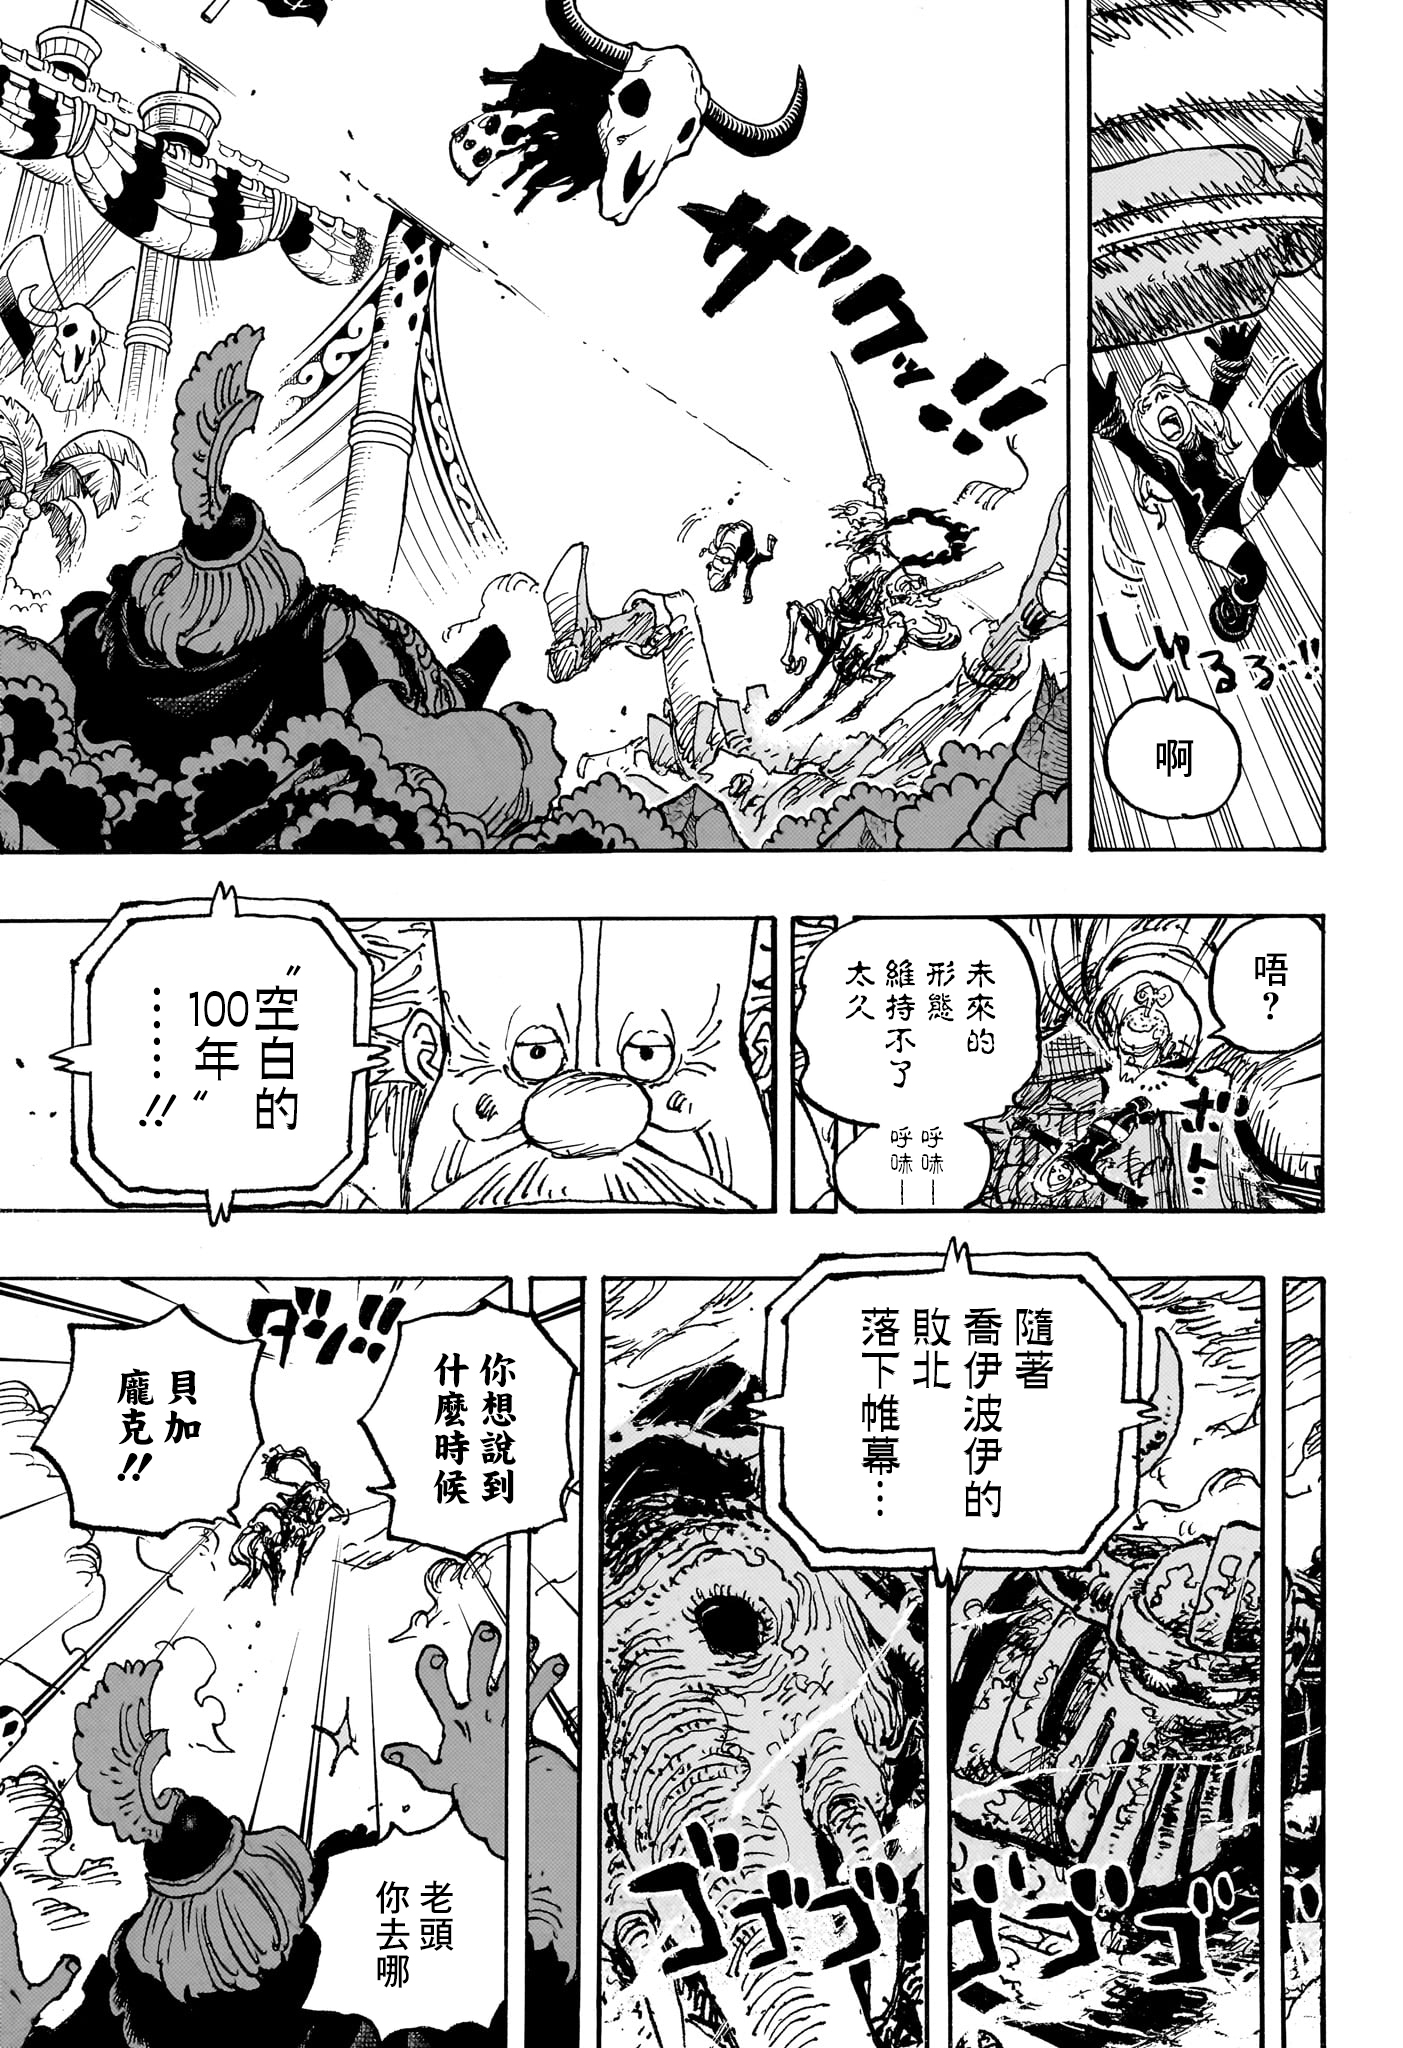 しゅるる…!!
啊
ザクッ!!
唔?
ボトト…
未來的
形態
維持不了
太久
呼哧—
呼哧—
〝空白的
100年〞
……!!
隨著
喬伊波伊的
敗北
落下帷幕…
ゴゴゴゴ
ゴゴゴ
你想說到
什麼時候
貝加
龐克!!
ダン!!
老頭
你去哪